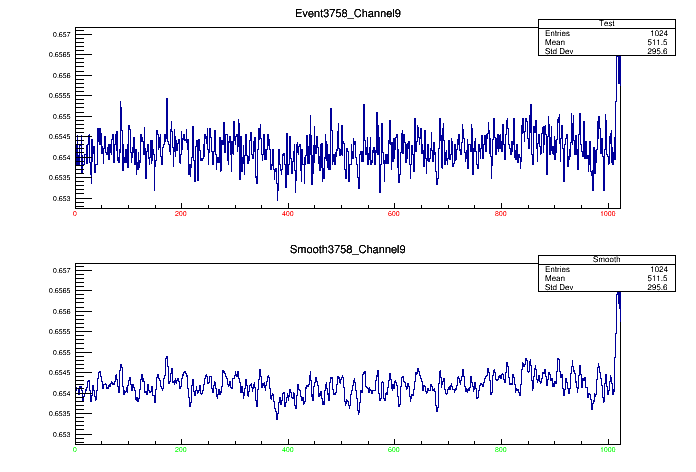 Event3758_Channel9
Test
Entries 1024
Mean 511.5
Std Dev 295.6
0.657
0.6565
0.656
0.6555
0.655
0.6545
0.654
0.6535
0.653
0 200 400 600 800 1000
Smooth3758_Channel9
Smooth
Entries 1024
Mean 511.5
Std Dev 295.6
0.657
0.6565
0.656
0.6555
0.655
0.6545
0.654
0.6535
0.653
0 200 400 600 800 1000